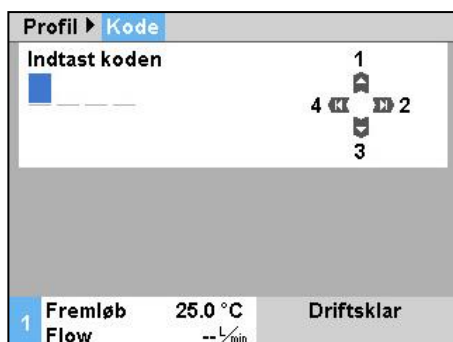 Profil Kode
Indtast koden
1
4 2
3
1 Fremløb 25.0 °C Driftsklar
Flow -- L/min